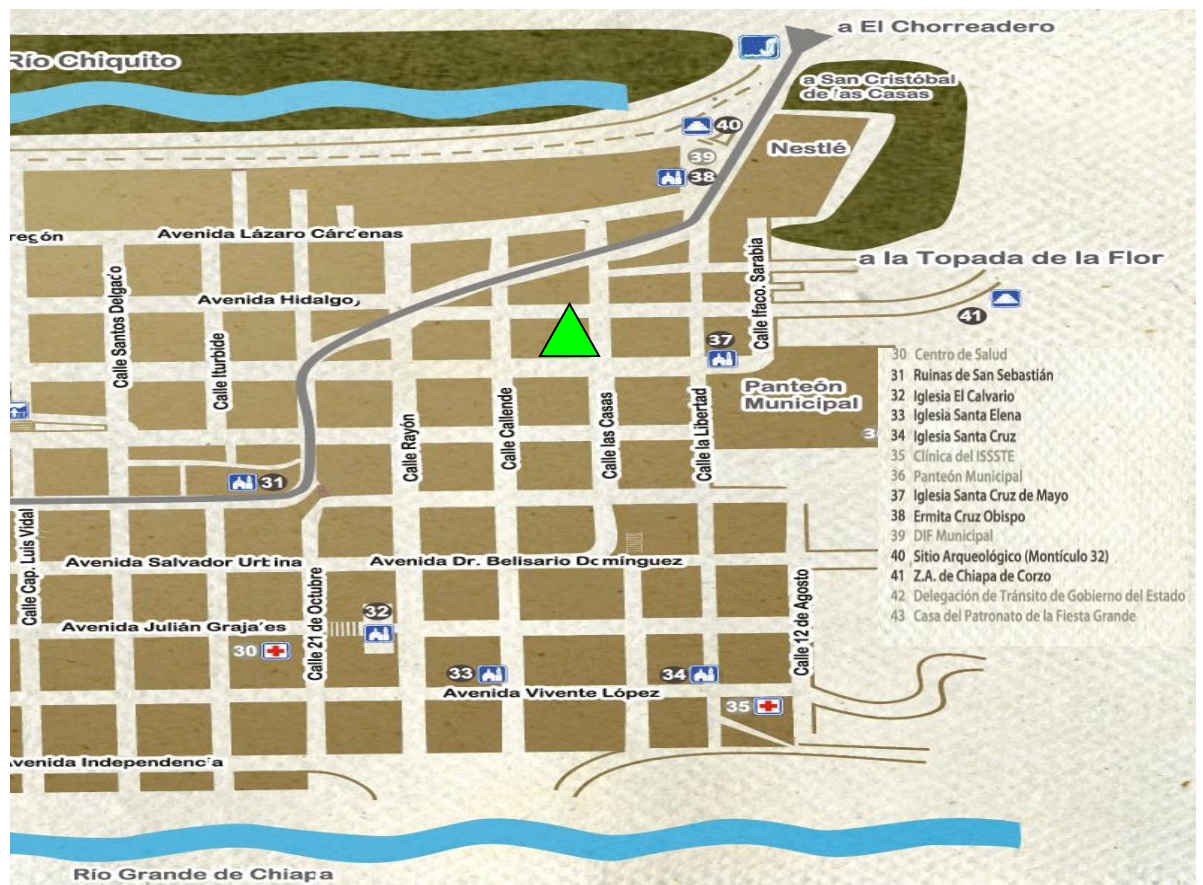 a El Chorreadero
Río Chiquito
a San Cristóbal
de las Casas
40
Nestlé
39
38
Avenida Lázaro Cárdenas
a la Topada de la Flor
Calle Ifaco. Sarabia
Calle Santos Delgado
Avenida Hidalgo
41
Calle Iturbide
37
Panteón
Municipal
Calle Rayón
Calle Caliende
Calle las Casas
Calle la Libertad
30 Centro de Salud
31 Ruinas de San Sebastián
32 Iglesia El Calvario
33 Iglesia Santa Elena
34 Iglesia Santa Cruz
35 Clínica del ISSSTE
36 Panteón Municipal
37 Iglesia Santa Cruz de Mayo
38 Ermita Cruz Obispo
39 DIF Municipal
40 Sitio Arqueológico (Montículo 32)
41 Z.A. de Chiapa de Corzo
42 Delegación de Tránsito de Gobierno del Estado
43 Casa del Patronato de la Fiesta Grande
31
Calle Cap. Luis Vidal
Avenida Salvador Urbina
Avenida Dr. Belisario Domínguez
Calle 21 de Octubre
Calle 12 de Agosto
32
Avenida Julián Grajales
30
33
34
Avenida Vivente López
35
Avenida Independencia
Río Grande de Chiapa